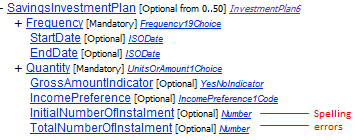 - SavingsInvestmentPlan [Optional from 0..50] InvestmentPlan6
+ Frequency [Mandatory] Frequency19Choice
StartDate [Optional] ISODate
EndDate [Optional] ISODate
+ Quantity [Mandatory] UnitsOrAmount1Choice
GrossAmountIndicator [Optional] YesNoIndicator
IncomePreference [Optional] IncomePreference1Code
InitialNumberOfInstalment [Optional] Number Spelling
TotalNumberOfInstalment [Optional] Number errors